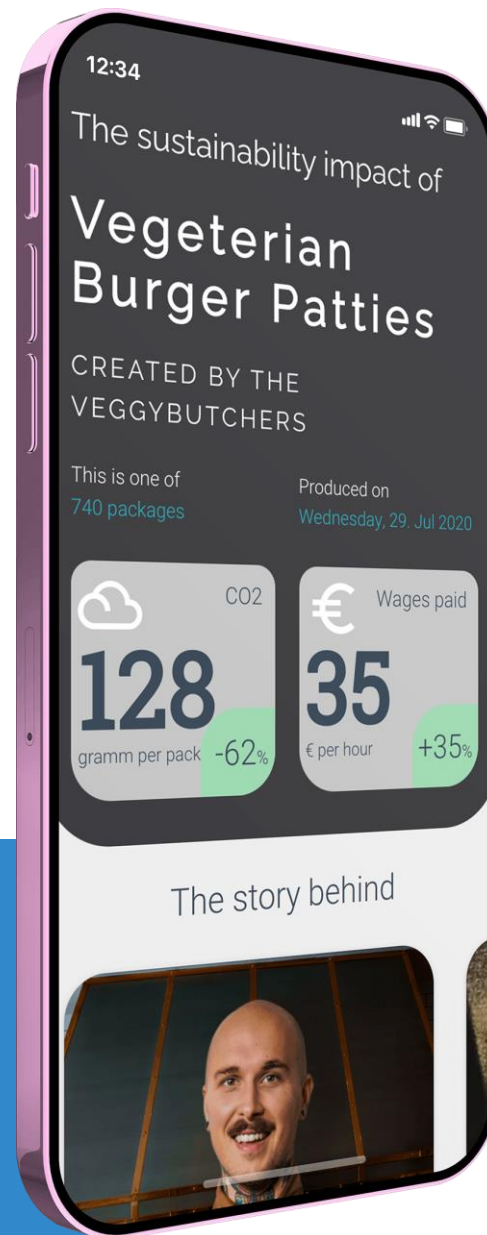 12:34
The sustainability impact of
Vegeterian
Burger Patties
CREATED BY THE
VEGGYBUTCHERS
This is one of
740 packages
Produced on
Wednesday, 29. Jul 2020
CO2
128
gramm per pack
-62%
€
Wages paid
35
€ per hour
+35%
The story behind